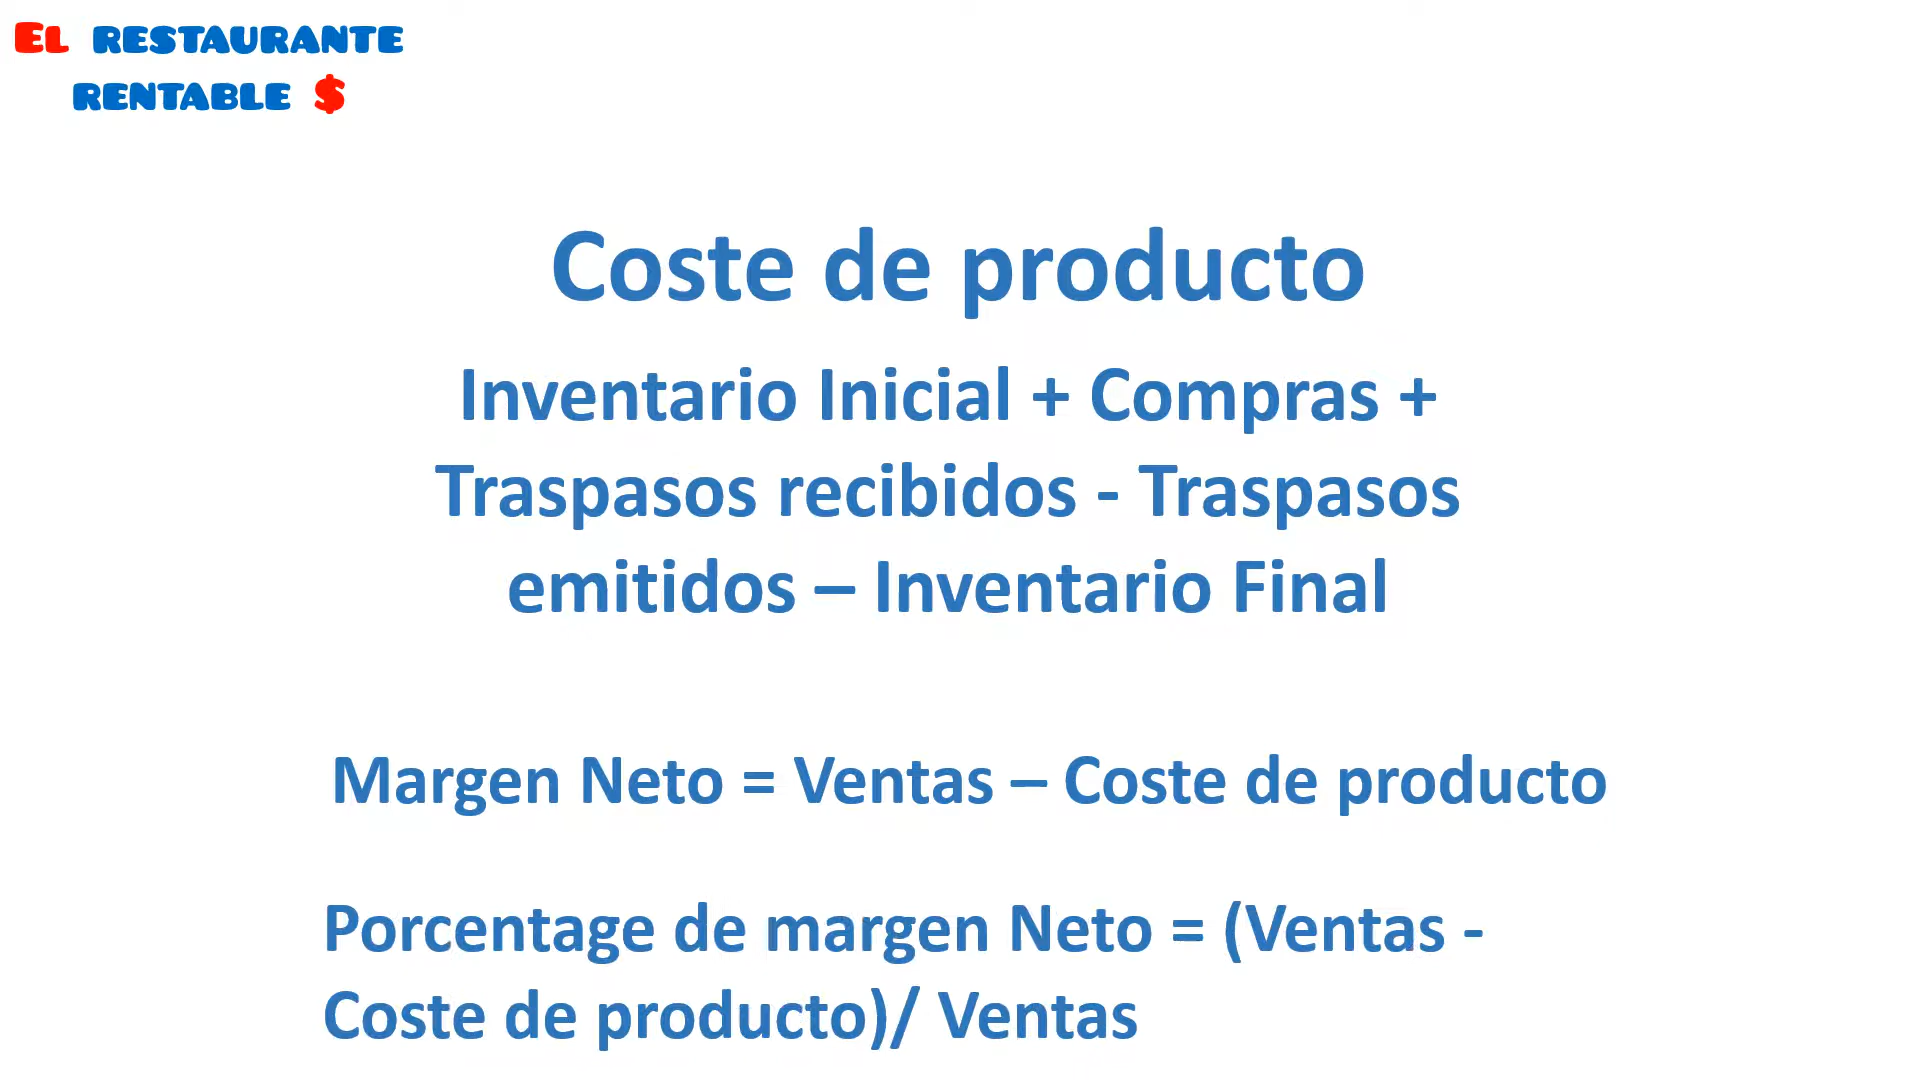 El RESTAURANTE
RENTABLE $
Coste de producto
Inventario Inicial + Compras +
Traspasos recibidos - Traspasos
emitidos – Inventario Final
Margen Neto = Ventas – Coste de producto
Porcentage de margen Neto = (Ventas -
Coste de producto)/ Ventas